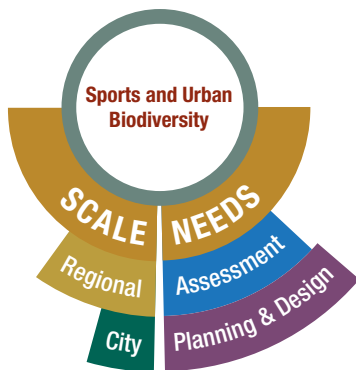 Sports and Urban
Biodiversity
SCALE
NEEDS
Regional
Assessment
City
Planning & Design